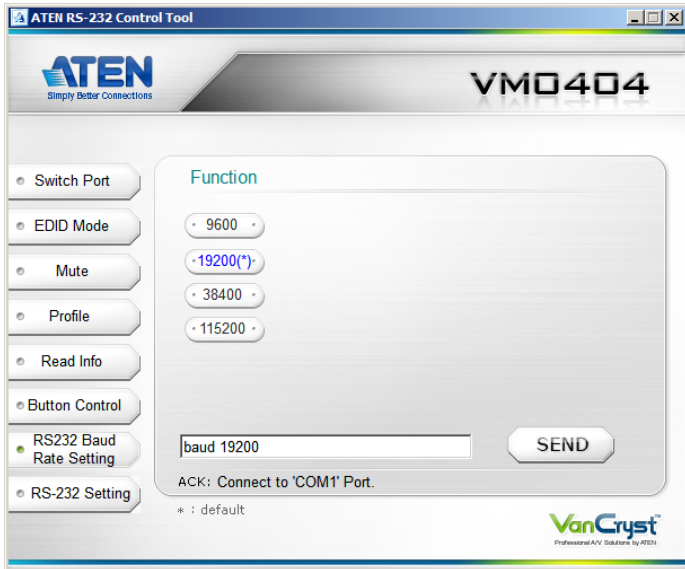 ATEN RS-232 Control Tool
ATEN
Simply Better Connections
VM0404
Switch Port
EDID Mode
Mute
Profile
Read Info
Button Control
RS232 Baud
Rate Setting
RS-232 Setting
Function
9600
19200(*)
38400
115200
baud 19200
SEND
ACK: Connect to 'COM1' Port.
* : default
VanCryst™
Professional A/V Solutions by ATEN